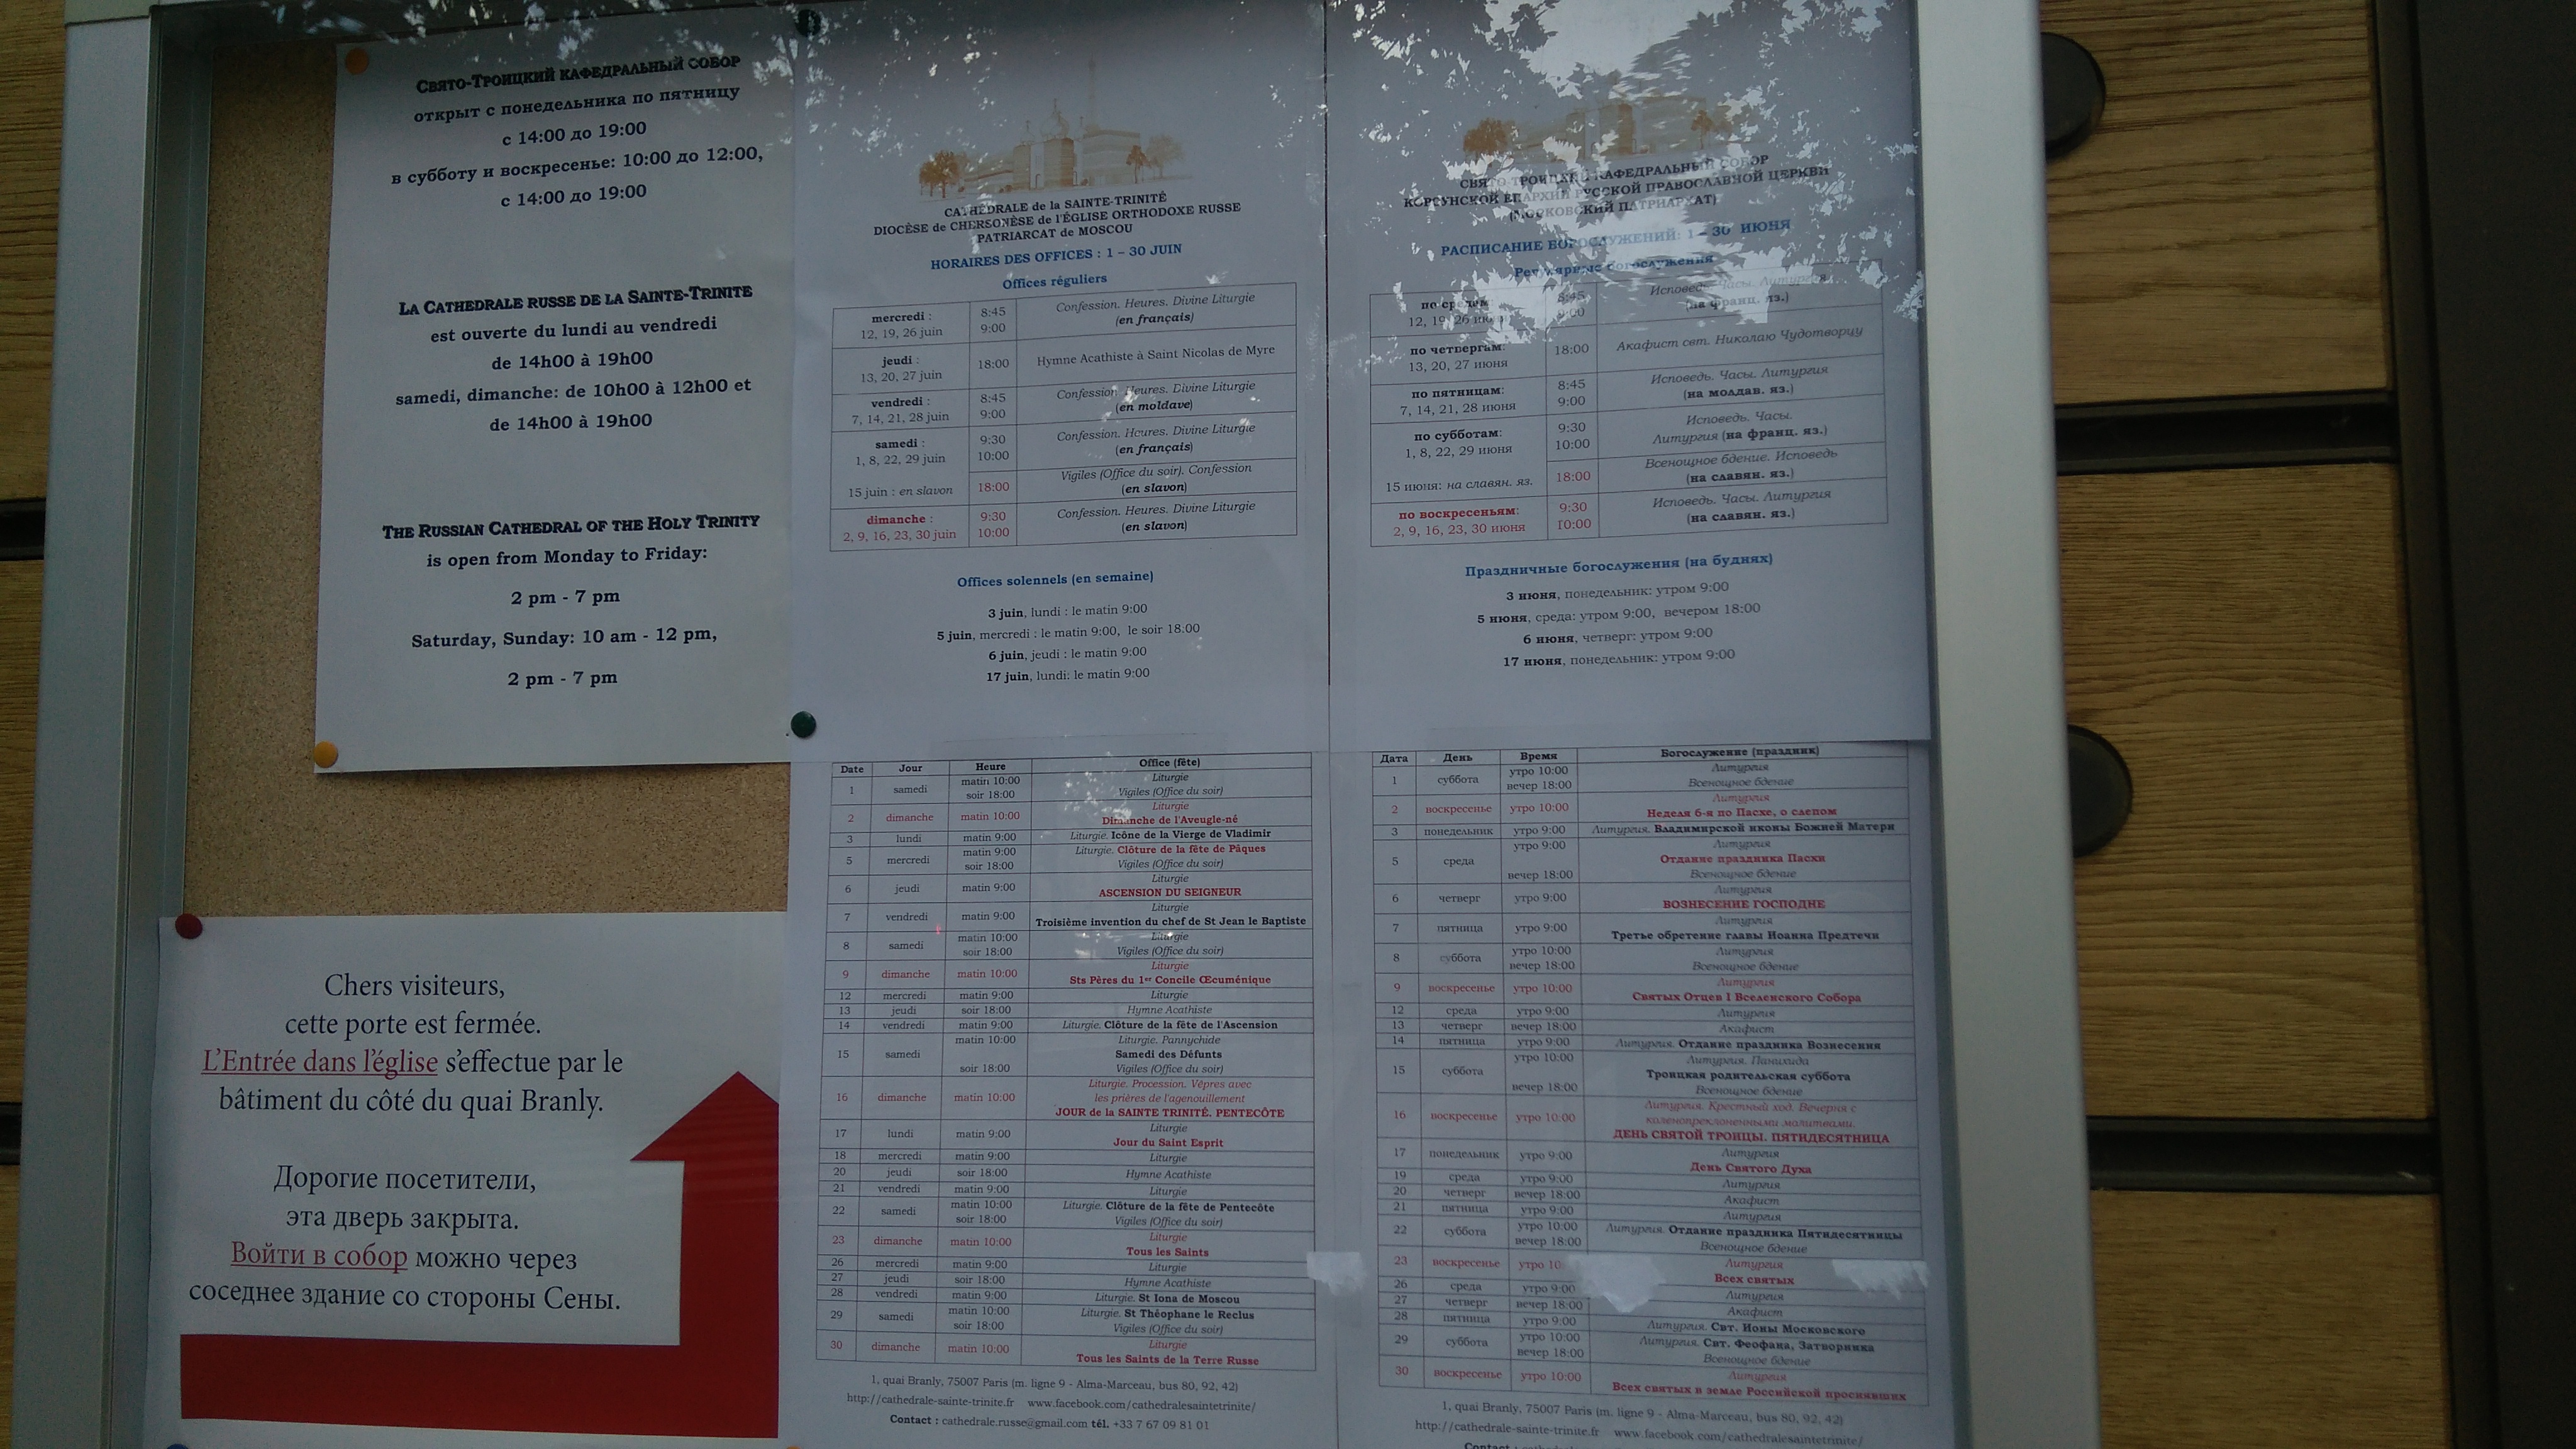 Свято-Троицкий кафедральный собор
открыт с понедельника по пятницу
с 14:00 до 19:00
в субботу и воскресенье: 10:00 до 12:00,
с 14:00 до 19:00
La Cathedrale russe de la Sainte-Trinite
est ouverte du lundi au vendredi
de 14h00 à 19h00
samedi, dimanche: de 10h00 à 12h00 et
de 14h00 à 19h00
The Russian Cathedral of the Holy Trinity
is open from Monday to Friday:
2 pm - 7 pm
Saturday, Sunday: 10 am - 12 pm,
2 pm - 7 pm
Chers visiteurs,
cette porte est fermée.
L'Entrée dans l'église s'effectue par le
bâtiment du côté du quai Branly.
Дорогие посетители,
эта дверь закрыта.
Войти в собор можно через
соседнее здание со стороны Сены.
CATHÉDRALE de la SAINTE-TRINITÉ
DIOCÈSE de CHERSONÈSE de l'ÉGLISE ORTHODOXE RUSSE
PATRIARCAT de MOSCOU
HORAIRES DES OFFICES : 1 – 30 JUIN
Offices réguliers
mercredi : 8:45 Confession. Heures. Divine Liturgie
12, 19, 26 juin 9:00 (en français)
jeudi :
13, 20, 27 juin 18:00 Hymne Acathiste à Saint Nicolas de Myre
vendredi : 8:45 Confession. Heures. Divine Liturgie
7, 14, 21, 28 juin 9:00 (en moldave)
samedi : 9:30 Confession. Heures. Divine Liturgie
1, 8, 22, 29 juin 10:00 (en français)
Vigiles (Office du soir). Confession
15 juin : en slavon 18:00 (en slavon)
dimanche : 9:30 Confession. Heures. Divine Liturgie
2, 9, 16, 23, 30 juin 10:00 (en slavon)
Offices solennels (en semaine)
3 juin, lundi : le matin 9:00
5 juin, mercredi : le matin 9:00, le soir 18:00
6 juin, jeudi : le matin 9:00
17 juin, lundi: le matin 9:00
Date Jour Heure Office (fête)
1 samedi matin 10:00 Liturgie
soir 18:00 Vigiles (Office du soir)
2 dimanche matin 10:00 Liturgie
Dimanche de l'Aveugle-né
3 lundi matin 9:00 Liturgie. Icône de la Vierge de Vladimir
5 mercredi matin 9:00 Liturgie. Clôture de la fête de Pâques
soir 18:00 Vigiles (Office du soir)
6 jeudi matin 9:00 Liturgie
ASCENSION DU SEIGNEUR
7 vendredi matin 9:00 Liturgie
Troisième invention du chef de St Jean le Baptiste
8 samedi matin 10:00 Liturgie
soir 18:00 Vigiles (Office du soir)
9 dimanche matin 10:00 Liturgie
Sts Pères du 1er Concile Œcuménique
12 mercredi matin 9:00 Liturgie
13 jeudi soir 18:00 Hymne Acathiste
14 vendredi matin 9:00 Liturgie. Clôture de la fête de l'Ascension
15 samedi matin 10:00 Liturgie. Pannychide
Samedi des Défunts
soir 18:00 Vigiles (Office du soir)
16 dimanche matin 10:00 Liturgie. Procession. Vêpres avec
les prières de l'agenouillement
JOUR de la SAINTE TRINITÉ. PENTECÔTE
17 lundi matin 9:00 Liturgie
Jour du Saint Esprit
18 mercredi matin 9:00 Liturgie
20 jeudi soir 18:00 Hymne Acathiste
21 vendredi matin 9:00 Liturgie
22 samedi matin 10:00 Liturgie. Clôture de la fête de Pentecôte
soir 18:00 Vigiles (Office du soir)
23 dimanche matin 10:00 Liturgie
Tous les Saints
26 mercredi matin 9:00 Liturgie
27 jeudi soir 18:00 Hymne Acathiste
28 vendredi matin 9:00 Liturgie. St Iona de Moscou
29 samedi matin 10:00 Liturgie. St Théophane le Reclus
soir 18:00 Vigiles (Office du soir)
30 dimanche matin 10:00 Liturgie
Tous les Saints de la Terre Russe
1, quai Branly, 75007 Paris (m. ligne 9 - Alma-Marceau, bus 80, 92, 42)
http://cathedrale-sainte-trinite.fr www.facebook.com/cathedralesaintetrinite/
Contact : cathedrale.russe@gmail.com tél. +33 7 67 09 81 01
СВЯТО-ТРОИЦКИЙ КАФЕДРАЛЬНЫЙ СОБОР
КОРСУНСКОЙ ЕПАРХИИ РУССКОЙ ПРАВОСЛАВНОЙ ЦЕРКВИ
(МОСКОВСКИЙ ПАТРИАРХАТ)
РАСПИСАНИЕ БОГОСЛУЖЕНИЙ: 1 – 30 ИЮНЯ
Регулярные богослужения
по средам: 8:45 Исповедь. Часы. Литургия
12, 19, 26 июня 9:00 (на франц. яз.)
по четвергам:
13, 20, 27 июня 18:00 Акафист свт. Николаю Чудотворцу
по пятницам: 8:45 Исповедь. Часы. Литургия
7, 14, 21, 28 июня 9:00 (на молдав. яз.)
по субботам: 9:30 Исповедь. Часы.
1, 8, 22, 29 июня 10:00 Литургия (на франц. яз.)
Всенощное бдение. Исповедь
15 июня: на славян. яз. 18:00 (на славян. яз.)
по воскресеньям: 9:30 Исповедь. Часы. Литургия
2, 9, 16, 23, 30 июня 10:00 (на славян. яз.)
Праздничные богослужения (на буднях)
3 июня, понедельник: утром 9:00
5 июня, среда: утром 9:00, вечером 18:00
6 июня, четверг: утром 9:00
17 июня, понедельник: утром 9:00
Дата День Время Богослужение (праздник)
1 суббота утро 10:00 Литургия
вечер 18:00 Всенощное бдение
2 воскресенье утро 10:00 Литургия
Неделя 6-я по Пасхе, о слепом
3 понедельник утро 9:00 Литургия. Владимирской иконы Божией Матери
5 среда утро 9:00 Литургия
Отдание праздника Пасхи
вечер 18:00 Всенощное бдение
6 четверг утро 9:00 Литургия
ВОЗНЕСЕНИЕ ГОСПОДНЕ
7 пятница утро 9:00 Литургия
Третье обретение главы Иоанна Предтечи
8 суббота утро 10:00 Литургия
вечер 18:00 Всенощное бдение
9 воскресенье утро 10:00 Литургия
Святых Отцев I Вселенского Собора
12 среда утро 9:00 Литургия
13 четверг вечер 18:00 Акафист
14 пятница утро 9:00 Литургия. Отдание праздника Вознесения
15 суббота утро 10:00 Литургия. Панихида
Троицкая родительская суббота
вечер 18:00 Всенощное бдение
16 воскресенье утро 10:00 Литургия. Крестный ход. Вечерня с
коленопреклоненными молитвами.
ДЕНЬ СВЯТОЙ ТРОИЦЫ. ПЯТИДЕСЯТНИЦА
17 понедельник утро 9:00 Литургия
День Святого Духа
19 среда утро 9:00 Литургия
20 четверг вечер 18:00 Акафист
21 пятница утро 9:00 Литургия
22 суббота утро 10:00 Литургия. Отдание праздника Пятидесятницы
вечер 18:00 Всенощное бдение
23 воскресенье утро 10 Литургия
Всех святых
26 среда утро 9:00 Литургия
27 четверг вечер 18:00 Акафист
28 пятница утро 9:00 Литургия. Свт. Ионы Московского
29 суббота утро 10:00 Литургия. Свт. Феофана, Затворника
вечер 18:00 Всенощное бдение
30 воскресенье утро 10:00 Литургия
Всех святых в земле Российской просиявших
1, quai Branly, 75007 Paris (m. ligne 9 - Alma-Marceau, bus 80, 92, 42)
http://cathedrale-sainte-trinite.fr www.facebook.com/cathedralesaintetrinite/